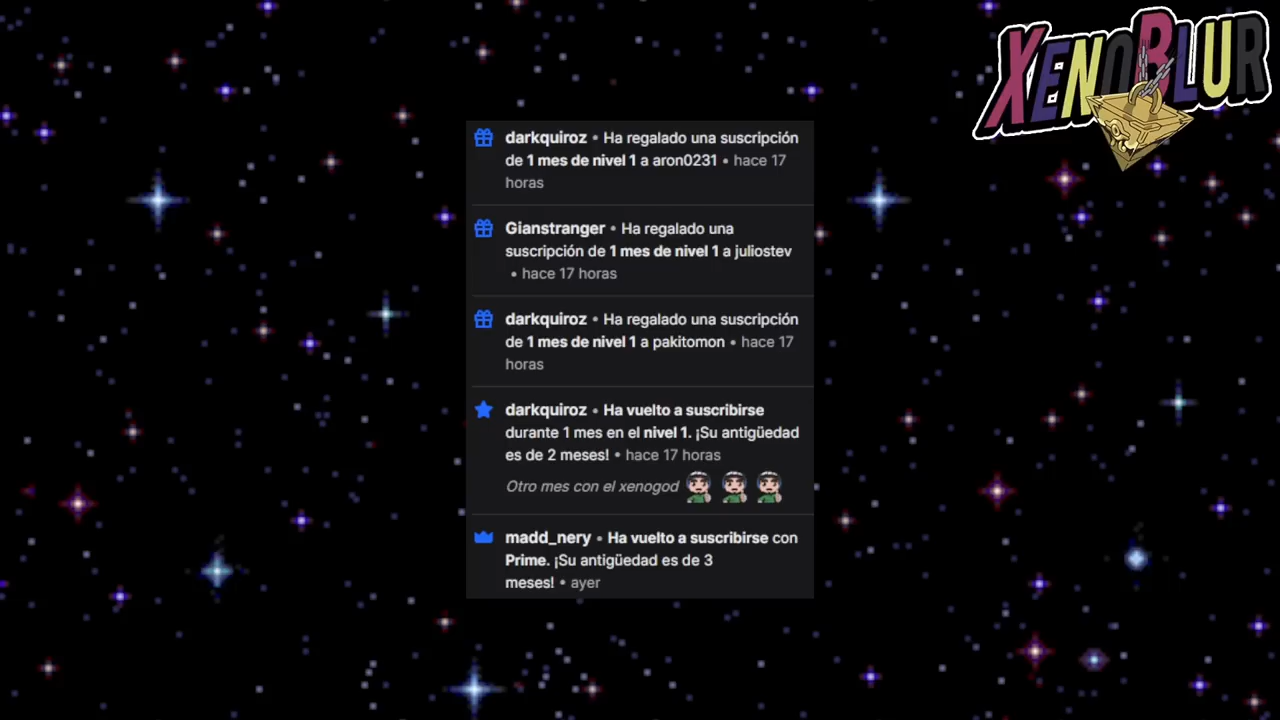 XENOBLUR
darkquiroz • Ha regalado una suscripción
de 1 mes de nivel 1 a aron0231 • hace 17
horas
Gianstranger • Ha regalado una
suscripción de 1 mes de nivel 1 a juliostev
• hace 17 horas
darkquiroz • Ha regalado una suscripción
de 1 mes de nivel 1 a pakitomon • hace 17
horas
darkquiroz • Ha vuelto a suscribirse
durante 1 mes en el nivel 1. ¡Su antigüedad
es de 2 meses! • hace 17 horas
Otro mes con el xenogod
madd_nery • Ha vuelto a suscribirse con
Prime. ¡Su antigüedad es de 3
meses! • ayer